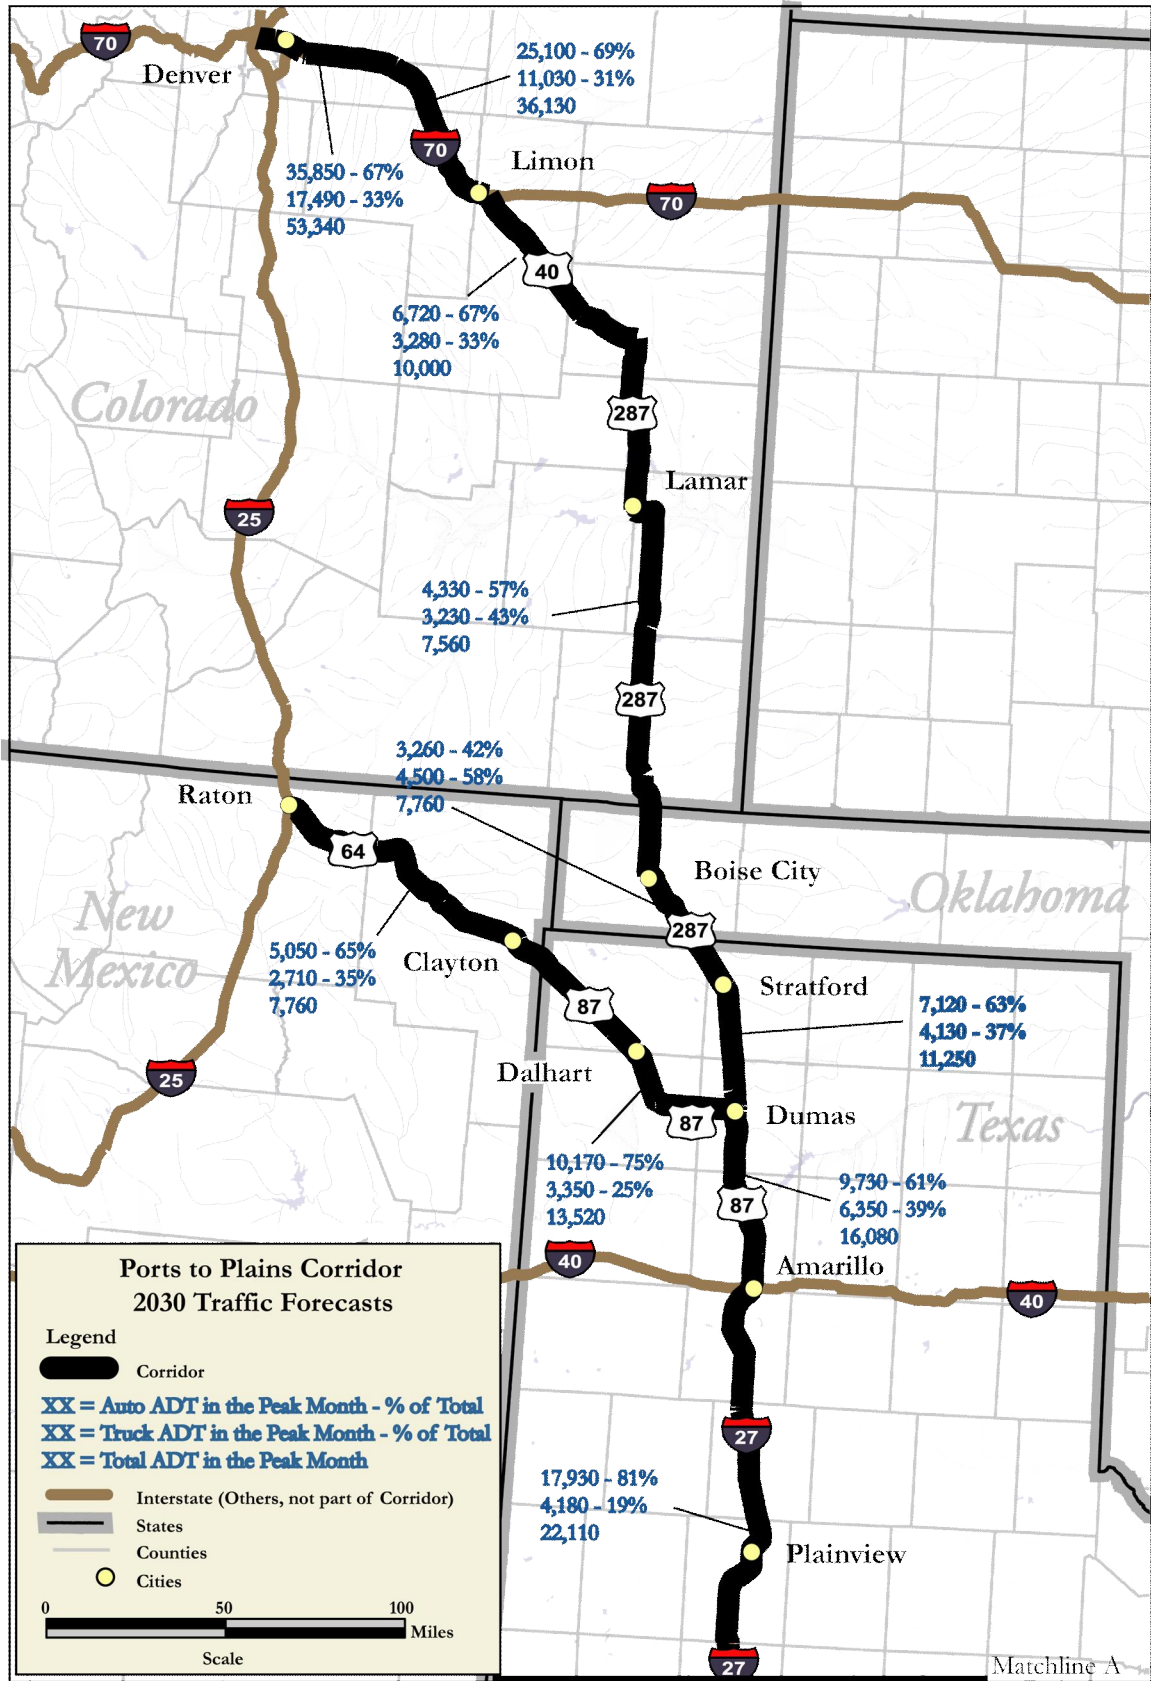 70
Denver
25,100 - 69%
11,030 - 31%
36,130
70
Limon
35,850 - 67%
17,490 - 33%
53,340
70
40
6,720 - 67%
3,280 - 33%
10,000
Colorado
287
Lamar
25
4,330 - 57%
3,230 - 43%
7,560
287
3,260 - 42%
4,500 - 58%
7,760
Raton
64
Boise City
Oklahoma
New
Mexico
287
5,050 - 65%
2,710 - 35%
7,760
Clayton
87
Stratford
7,120 - 63%
4,130 - 37%
11,250
25
Dalhart
87
Dumas
Texas
10,170 - 75%
3,350 - 25%
13,520
9,730 - 61%
6,350 - 39%
16,080
87
40
Amarillo
40
Ports to Plains Corridor
2030 Traffic Forecasts
Legend
Corridor
XX = Auto ADT in the Peak Month - % of Total
XX = Truck ADT in the Peak Month - % of Total
XX = Total ADT in the Peak Month
Interstate (Others, not part of Corridor)
States
Counties
Cities
0 50 100
Miles
Scale
27
17,930 - 81%
4,180 - 19%
22,110
Plainview
27
Matchline A